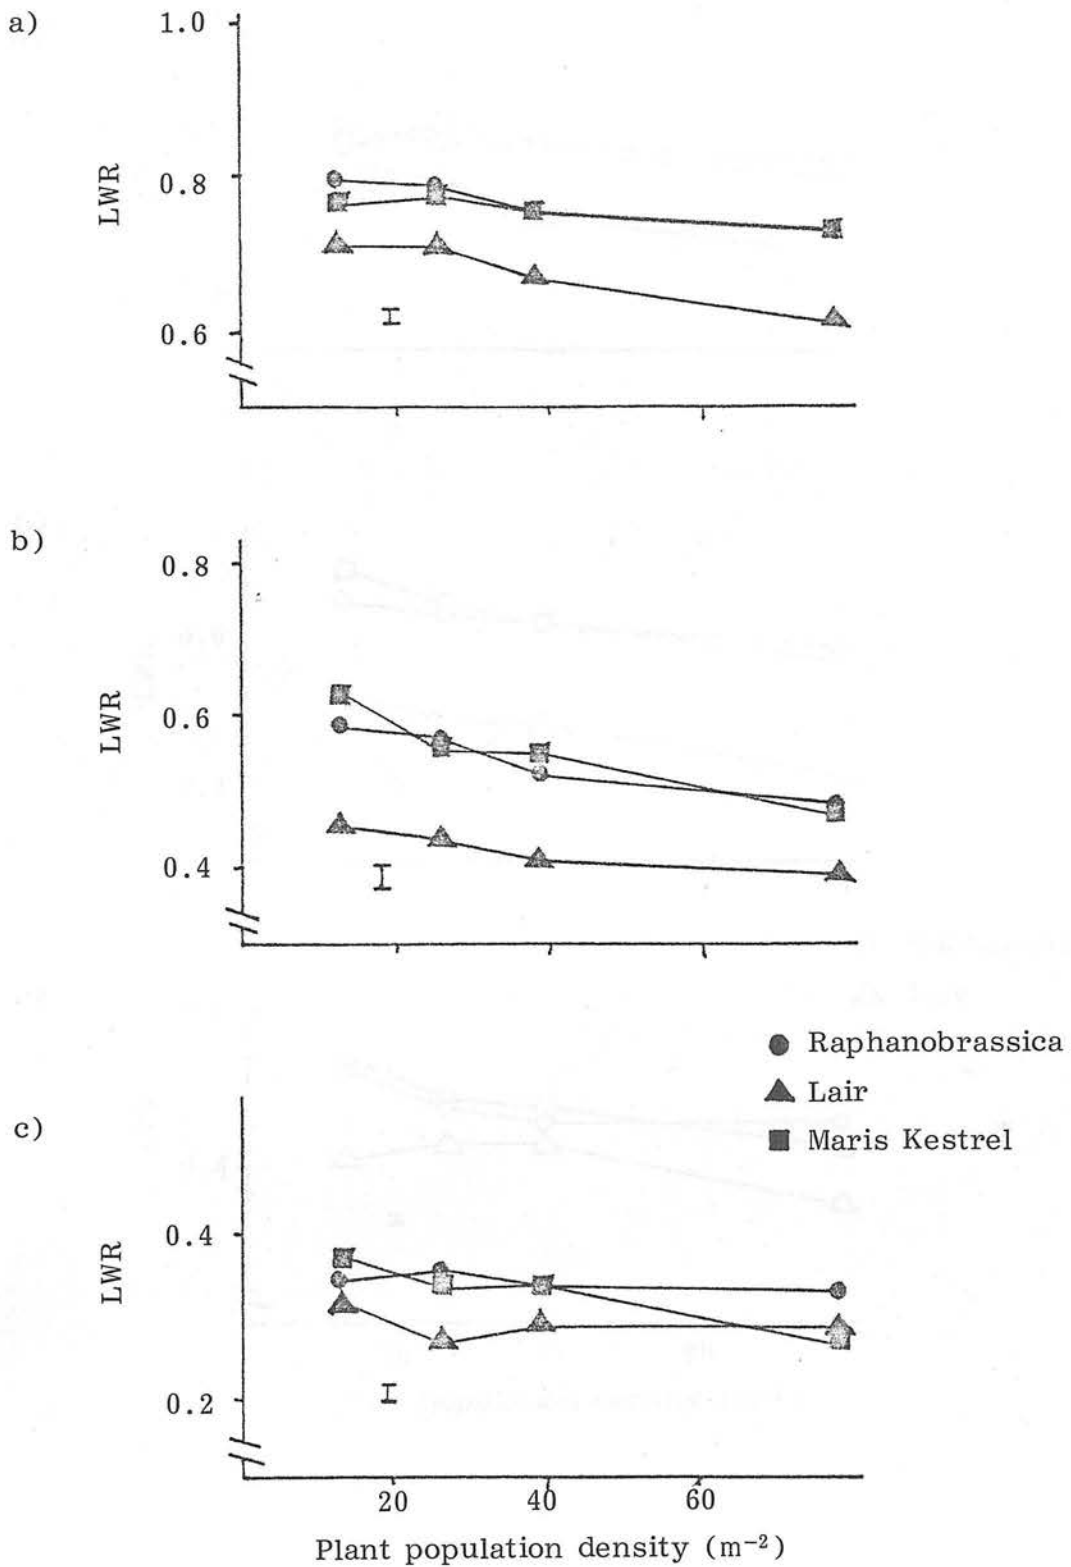 a)
1.0
0.8
0.6
LWR
b)
0.8
0.6
0.4
LWR
Raphanobrassica
Lair
Maris Kestrel
c)
0.4
0.2
LWR
20 40 60
Plant population density (m⁻²)